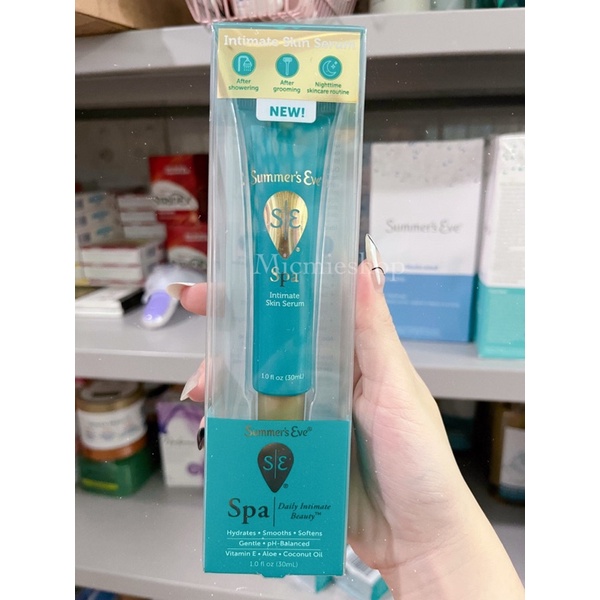 Intimate Skin Serum
After
showering
After
grooming
Nighttime
skincare routine
NEW!
Summer's Eve®
S|E
®
Micmieshop
Spa
Intimate
Skin Serum
1.0 fl oz (30mL)
Summer's Eve®
S|E
®
Spa
Daily Intimate
Beauty™
Hydrates • Smooths • Softens
Gentle • pH-Balanced
Vitamin E • Aloe • Coconut Oil
1.0 fl oz (30mL)
Summer's Eve®